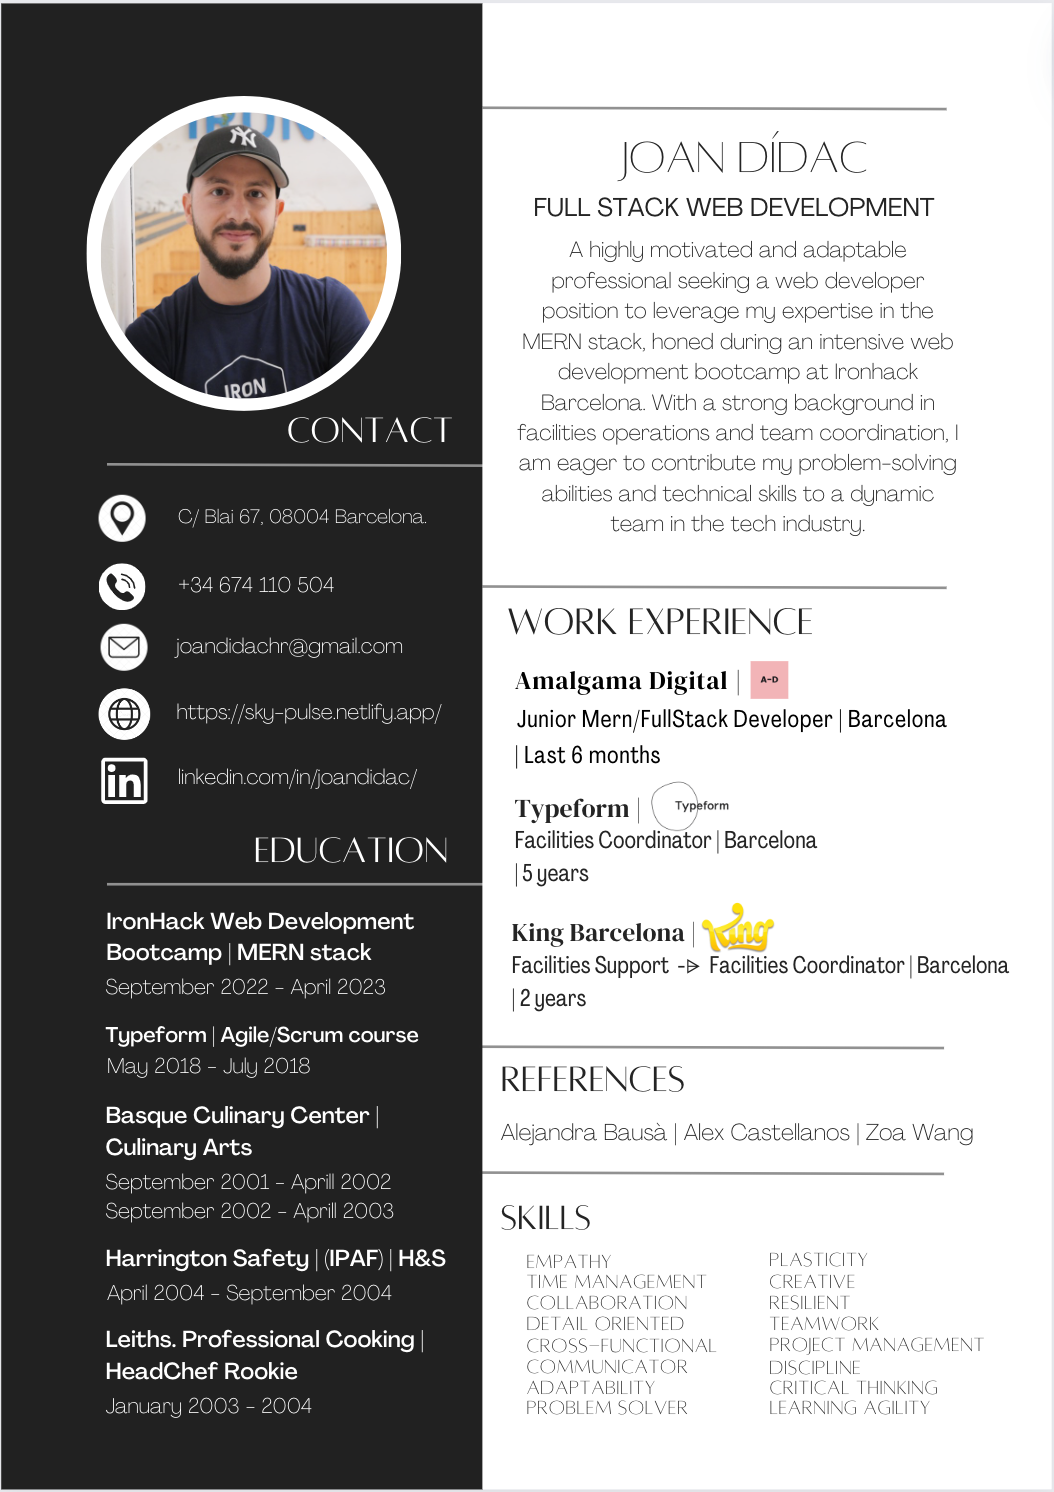 IRON
NY
IRON
CONTACT
C/ Blai 67, 08004 Barcelona.
+34 674 110 504
joandidachr@gmail.com
https://sky-pulse.netlify.app/
in
linkedin.com/in/joandidac/
EDUCATION
IronHack Web Development
Bootcamp | MERN stack
September 2022 - April 2023
Typeform | Agile/Scrum course
May 2018 - July 2018
Basque Culinary Center |
Culinary Arts
September 2001 - Aprill 2002
September 2002 - Aprill 2003
Harrington Safety | (IPAF) | H&S
April 2004 - September 2004
Leiths. Professional Cooking |
HeadChef Rookie
January 2003 - 2004
JOAN DÍDAC
FULL STACK WEB DEVELOPMENT
A highly motivated and adaptable
professional seeking a web developer
position to leverage my expertise in the
MERN stack, honed during an intensive web
development bootcamp at Ironhack
Barcelona. With a strong background in
facilities operations and team coordination, I
am eager to contribute my problem-solving
abilities and technical skills to a dynamic
team in the tech industry.
WORK EXPERIENCE
Amalgama Digital | A-D
Junior Mern/FullStack Developer | Barcelona
| Last 6 months
Typeform | Typeform
Facilities Coordinator | Barcelona
| 5 years
King Barcelona | King
Facilities Support -▹ Facilities Coordinator | Barcelona
| 2 years
REFERENCES
Alejandra Bausà | Alex Castellanos | Zoa Wang
SKILLS
EMPATHY
TIME MANAGEMENT
COLLABORATION
DETAIL ORIENTED
CROSS-FUNCTIONAL
COMMUNICATOR
ADAPTABILITY
PROBLEM SOLVER
PLASTICITY
CREATIVE
RESILIENT
TEAMWORK
PROJECT MANAGEMENT
DISCIPLINE
CRITICAL THINKING
LEARNING AGILITY